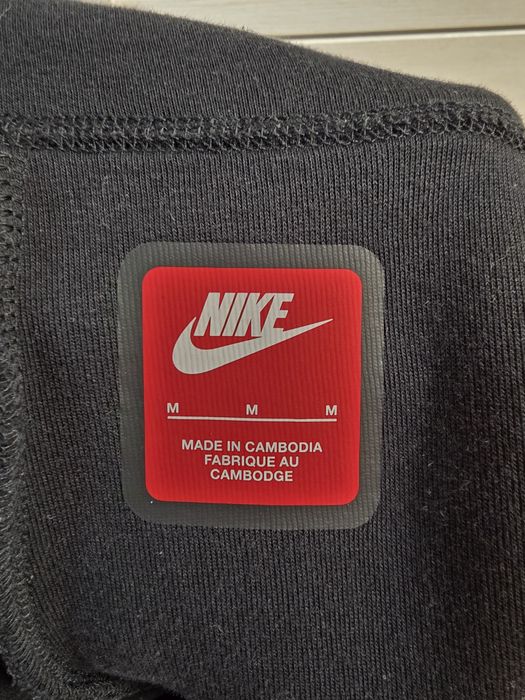 NIKE
M M M
MADE IN CAMBODIA
FABRIQUE AU
CAMBODGE